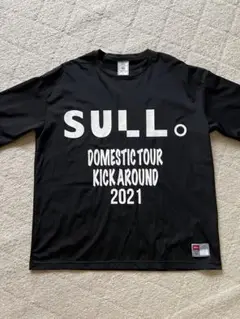 SULL。
DOMESTIC TOUR
KICK AROUND
2021